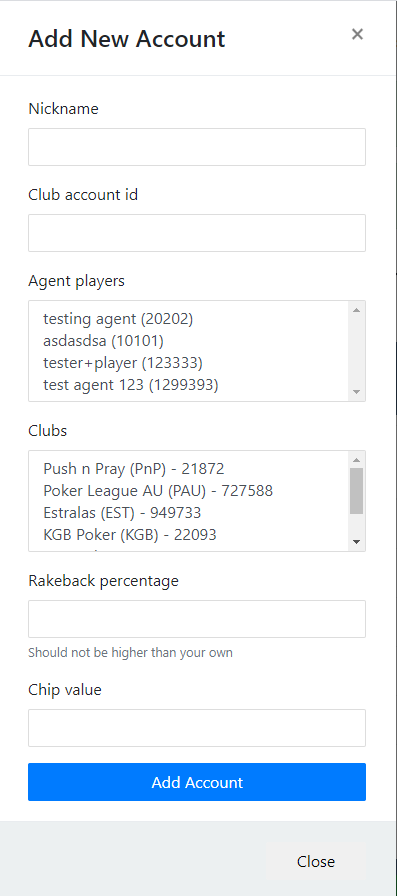 Add New Account
×
Nickname
Club account id
Agent players
testing agent (20202)
asdasdsa (10101)
tester+player (123333)
test agent 123 (1299393)
Clubs
Push n Pray (PnP) - 21872
Poker League AU (PAU) - 727588
Estralas (EST) - 949733
KGB Poker (KGB) - 22093
Rakeback percentage
Should not be higher than your own
Chip value
Add Account
Close